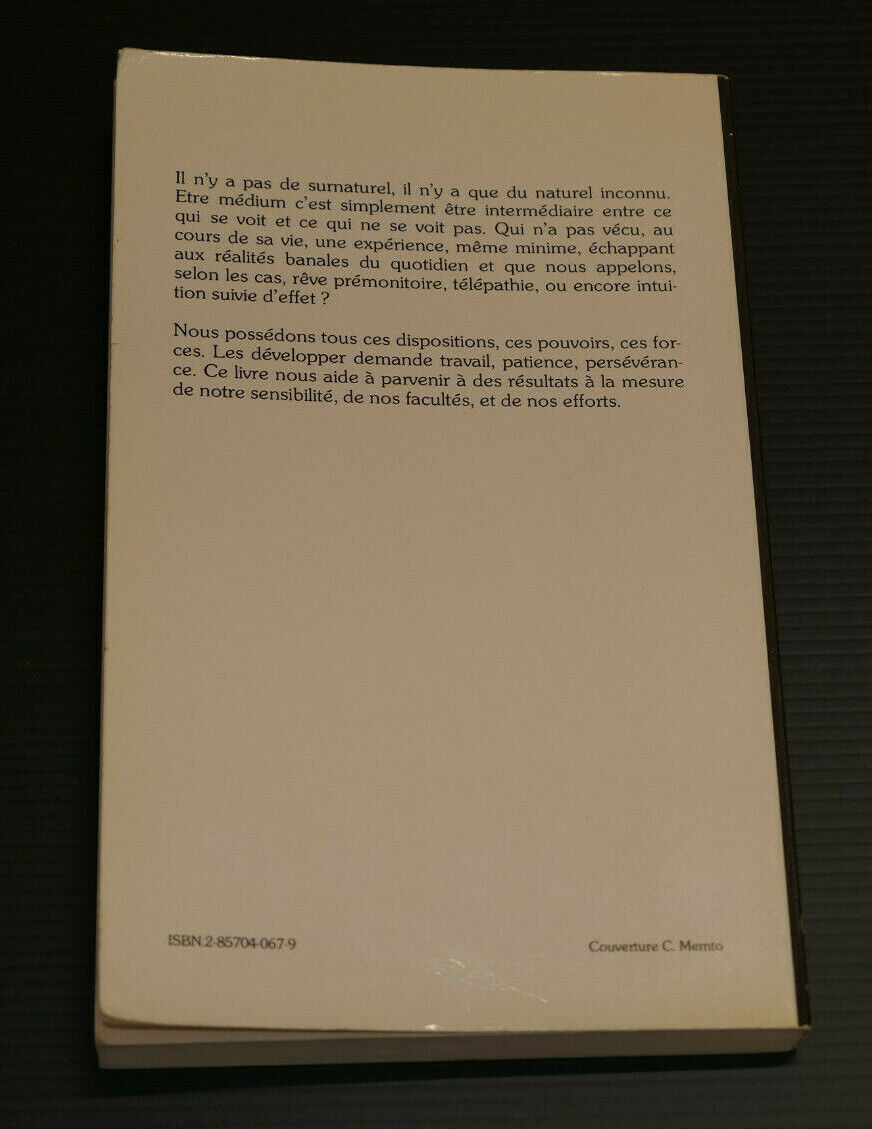 Il n'y a pas de surnaturel, il n'y a que du naturel inconnu.
Etre médium c'est simplement être intermédiaire entre ce
qui se voit et ce qui ne se voit pas. Qui n'a pas vécu, au
cours de sa vie, une expérience, même minime, échappant
aux réalités banales du quotidien et que nous appelons,
selon les cas, rêve prémonitoire, télépathie, ou encore intui-
tion suivie d'effet ?
Nous possédons tous ces dispositions, ces pouvoirs, ces for-
ces. Les développer demande travail, patience, persévéran-
ce. Ce livre nous aide à parvenir à des résultats à la mesure
de notre sensibilité, de nos facultés, et de nos efforts.
ISBN.2-85704-067-9
Couverture C. Memto